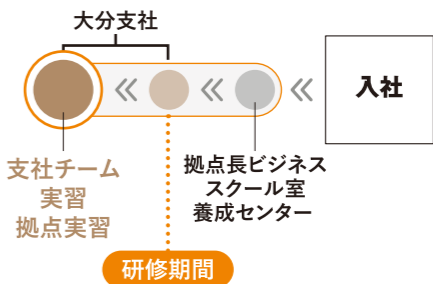 大分支社
入社
支社チーム
実習
拠点実習
拠点長ビジネス
スクール室
養成センター
研修期間